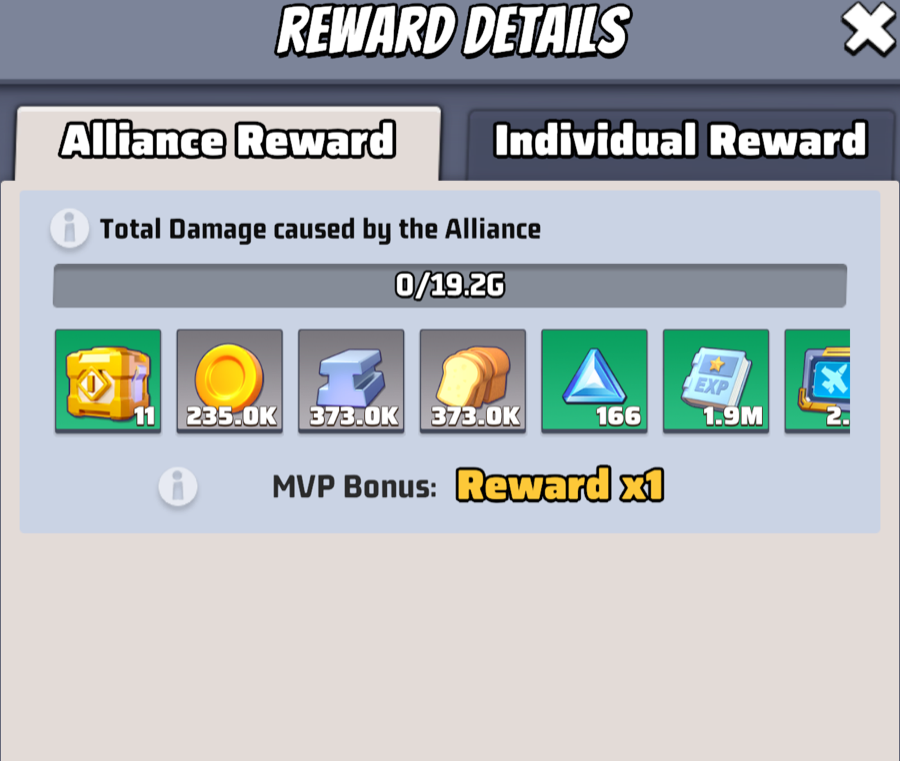 REWARD DETAILS
Alliance Reward
Individual Reward
Total Damage caused by the Alliance
0/19.2G
11 235.0K 373.0K 373.0K EXP 166 1.9M 2.
MVP Bonus: Reward x1